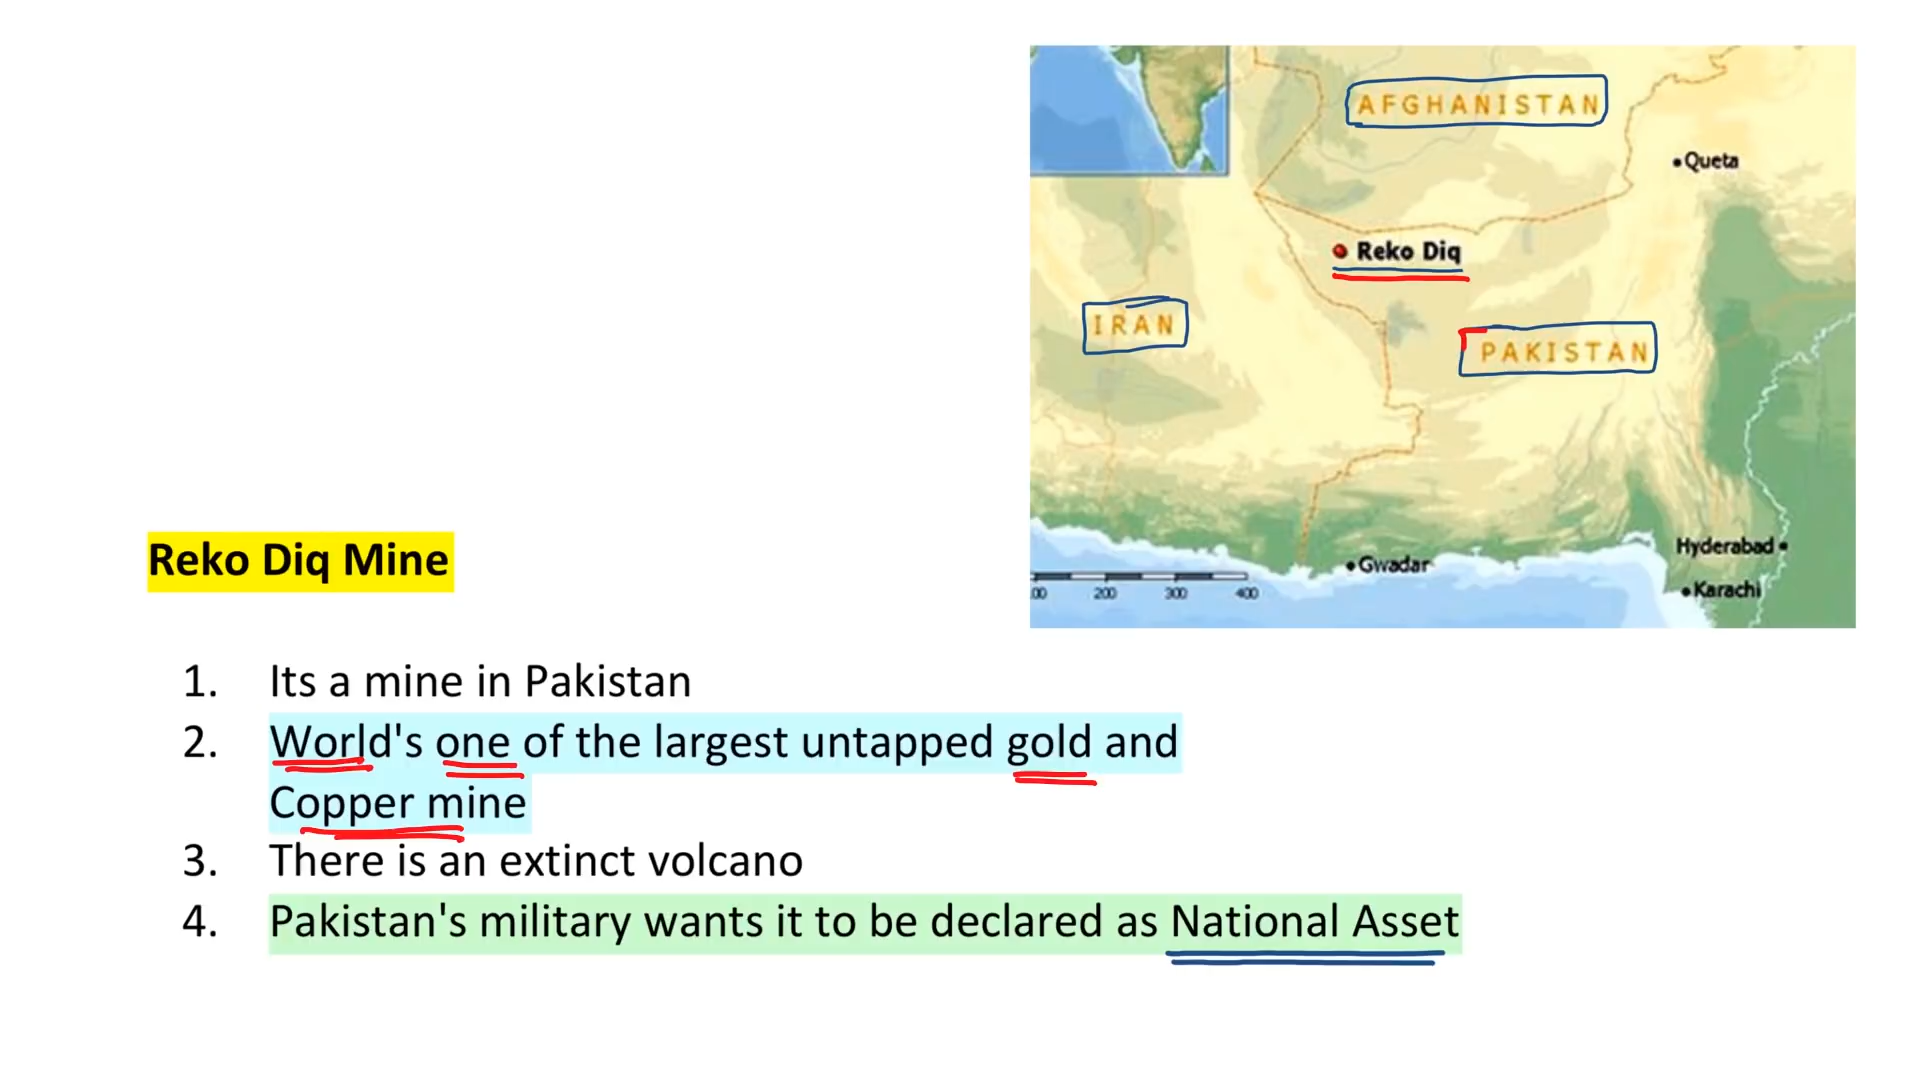 AFGHANISTAN
Queta
Reko Diq
IRAN
PAKISTAN
Hyderabad
Gwadar
Karachi
00 200 300 400
Reko Diq Mine
1. Its a mine in Pakistan
2. World's one of the largest untapped gold and
Copper mine
3. There is an extinct volcano
4. Pakistan's military wants it to be declared as National Asset